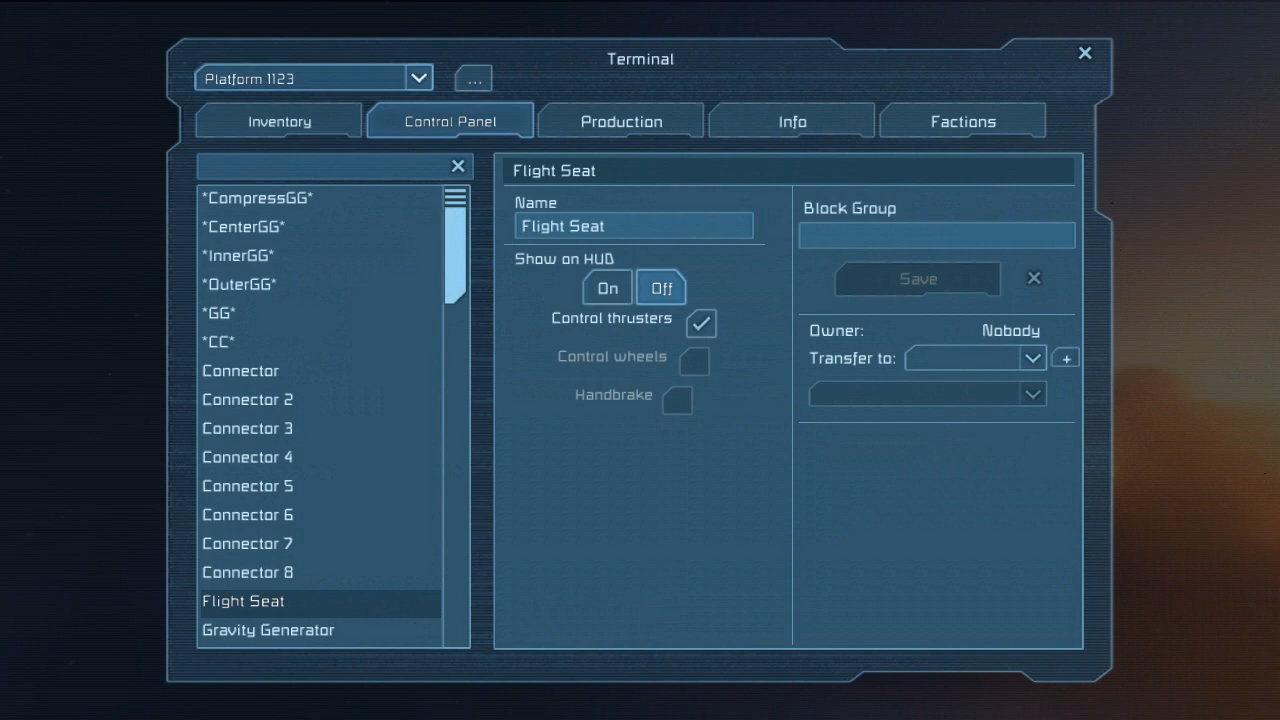 Terminal
Platform 1123
...
Inventory
Control Panel
Production
Info
Factions
*CompressGG*
*CenterGG*
*InnerGG*
*OuterGG*
*GG*
*CC*
Connector
Connector 2
Connector 3
Connector 4
Connector 5
Connector 6
Connector 7
Connector 8
Flight Seat
Gravity Generator
Flight Seat
Name
Flight Seat
Show on HUD
On Off
Control thrusters
Control wheels
Handbrake
Block Group
Save
Owner: Nobody
Transfer to: +